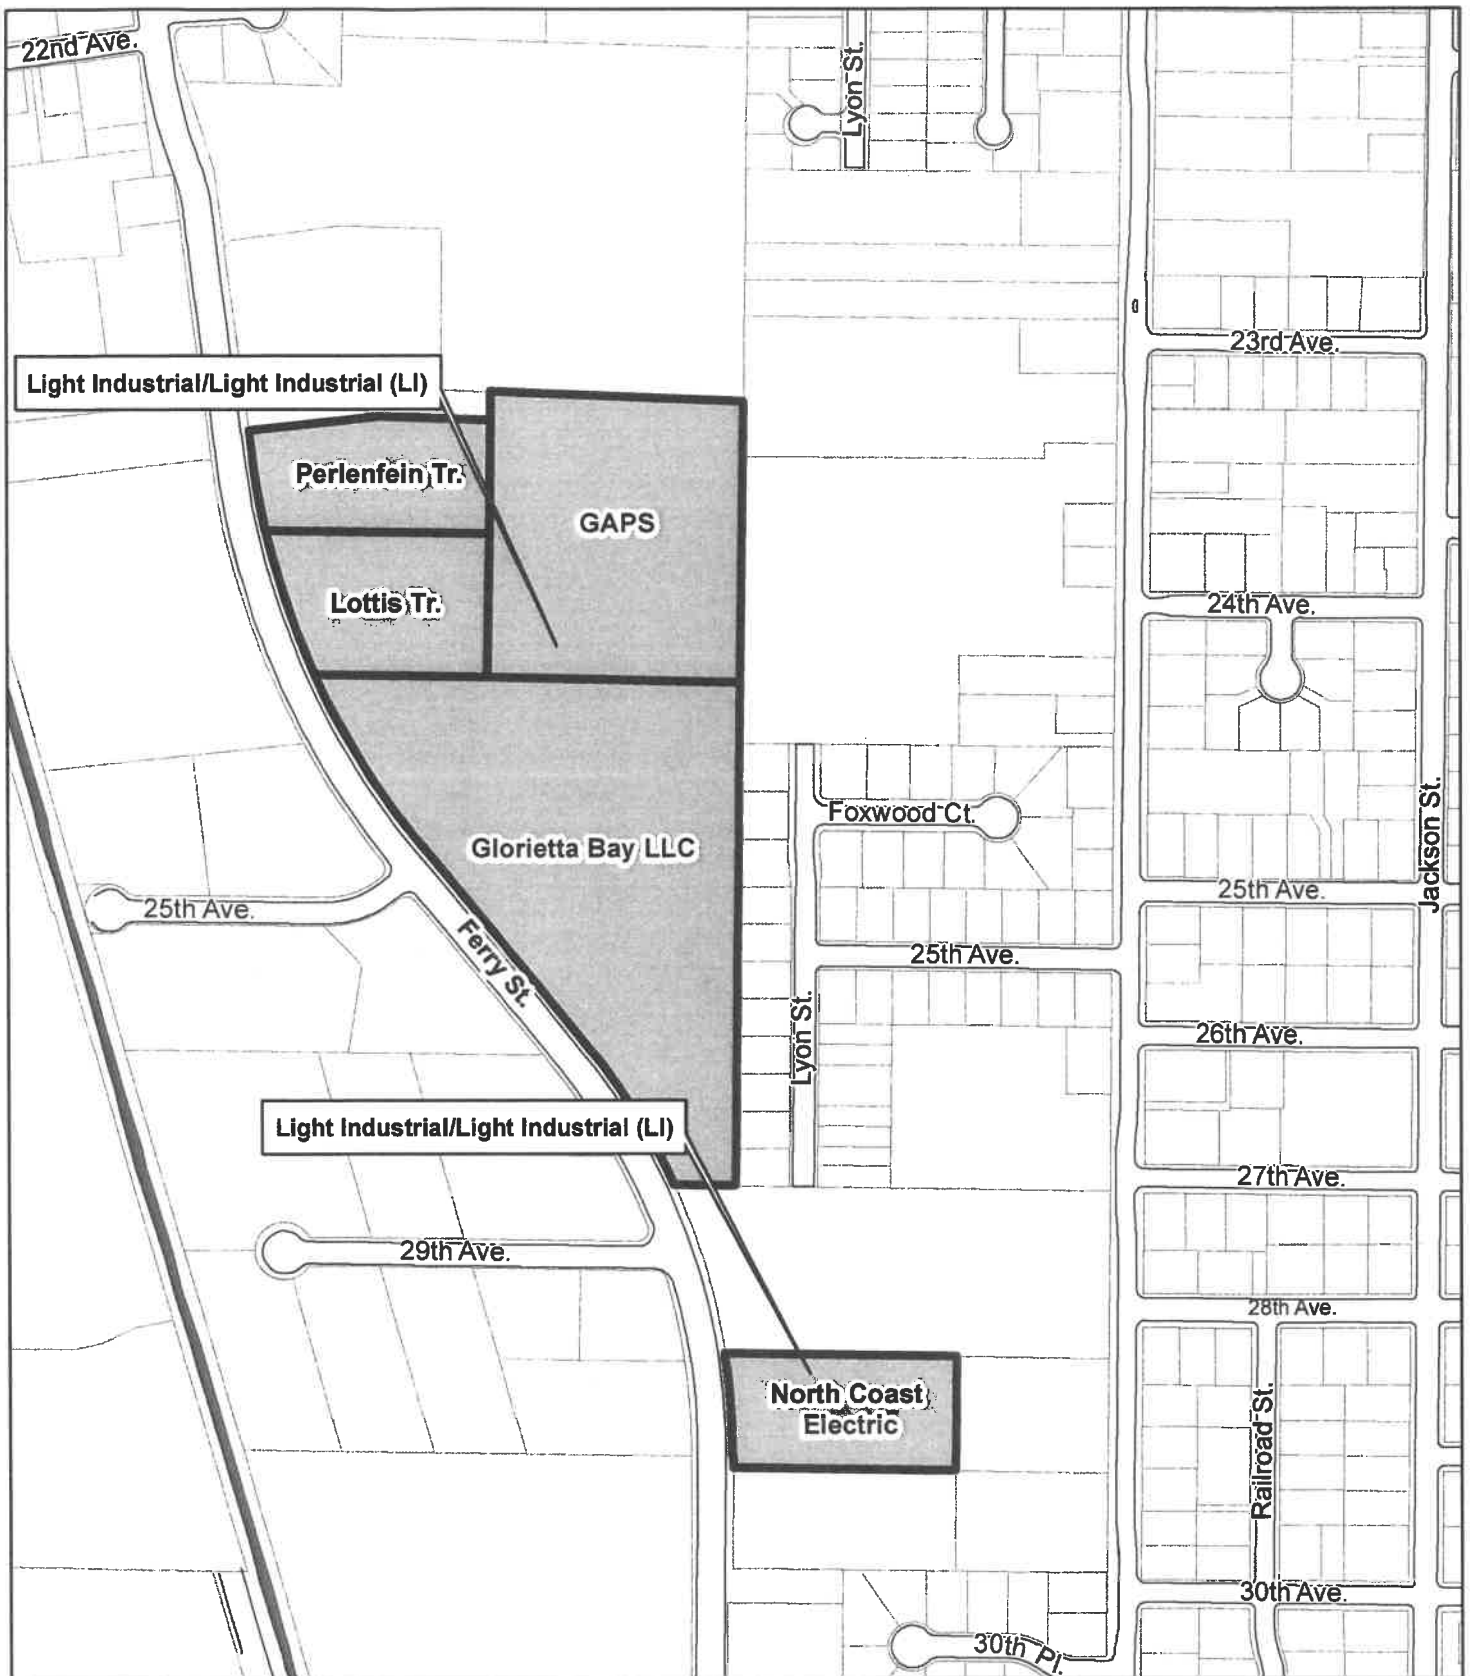 22nd Ave.
Lyon St.
23rd Ave.
Light Industrial/Light Industrial (LI)
Perlenfein Tr.
GAPS
Lottis Tr.
24th Ave.
Foxwood Ct.
Jackson St.
Glorietta Bay LLC
25th Ave.
25th Ave.
25th Ave.
Ferry St.
Lyon St.
26th Ave.
Light Industrial/Light Industrial (LI)
27th Ave.
29th Ave.
28th Ave.
North Coast
Electric
Railroad St.
30th Ave.
30th Pl.